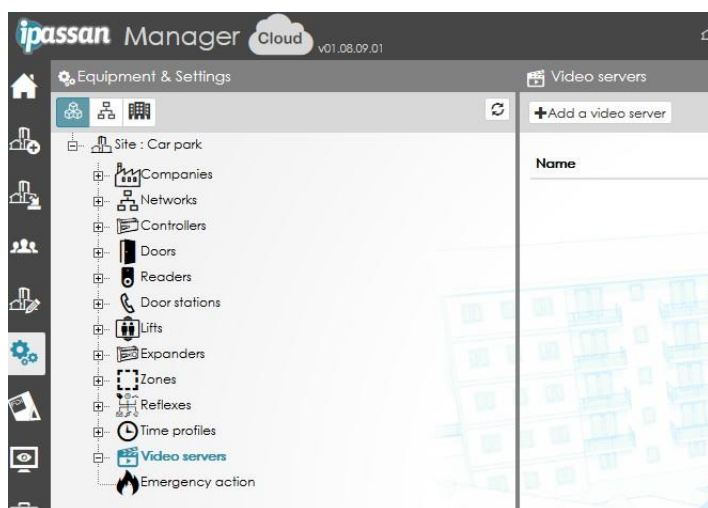 ipassan Manager Cloud v01.08.09.01
Equipment & Settings
Video servers
Add a video server
Name
Site : Car park
Companies
Networks
Controllers
Doors
Readers
Door stations
Lifts
Expanders
Zones
Reflexes
Time profiles
Video servers
Emergency action